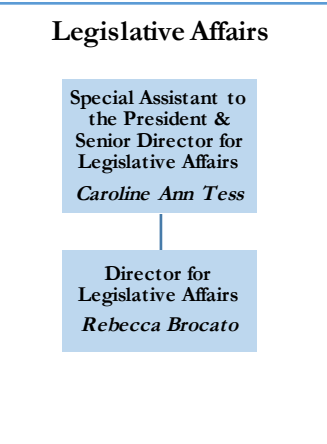 Legislative Affairs
Special Assistant to
the President &
Senior Director for
Legislative Affairs
Caroline Ann Tess
Director for
Legislative Affairs
Rebecca Brocato